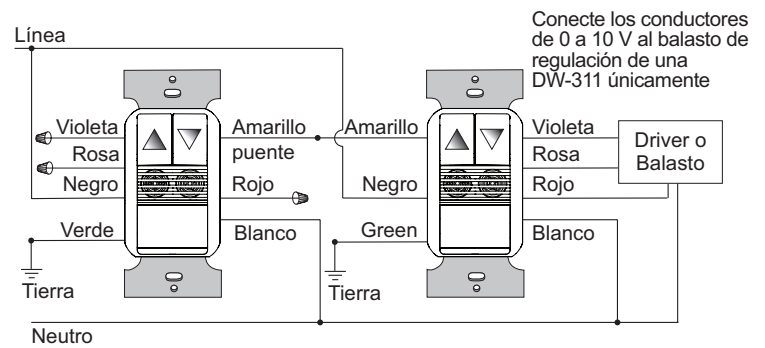 Conecte los conductores
de 0 a 10 V al balasto de
regulación de una
DW-311 únicamente
Línea
Violeta
Rosa
Negro
Verde
Tierra
Amarillo
puente
Rojo
Blanco
Amarillo
Negro
Green
Tierra
Violeta
Rosa
Rojo
Blanco
Driver o
Balasto
Neutro